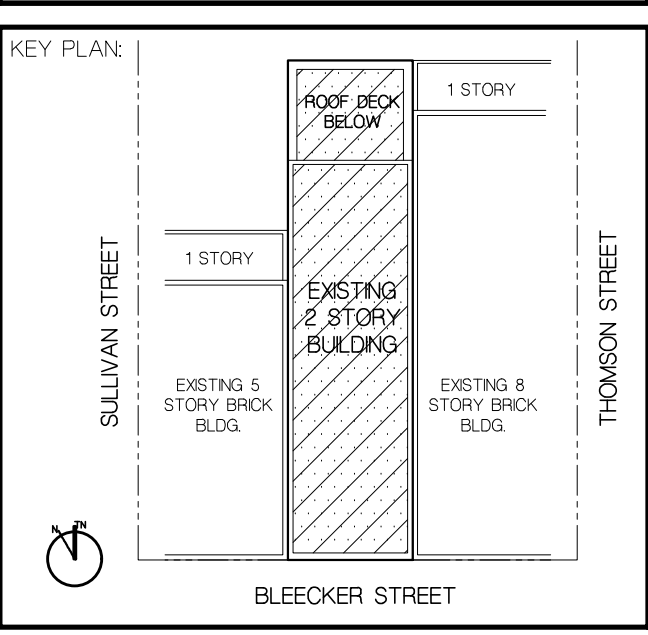 KEY PLAN:
ROOF DECK
BELOW
1 STORY
1 STORY
SULLIVAN STREET
EXISTING
2 STORY
BUILDING
THOMSON STREET
EXISTING 5
STORY BRICK
BLDG.
EXISTING 8
STORY BRICK
BLDG.
N
TN
BLEECKER STREET